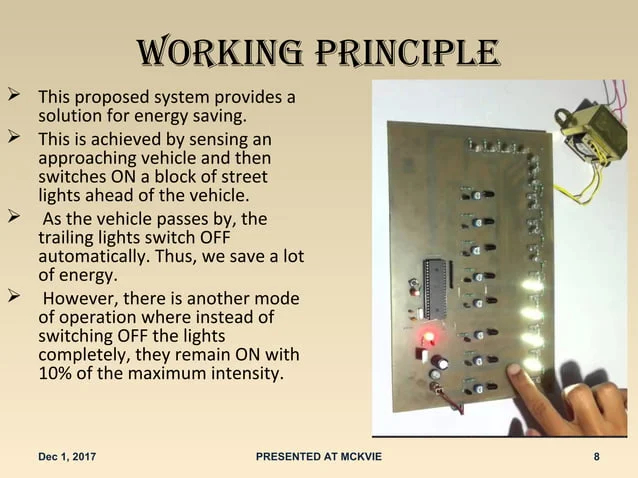 WORKING PRINCIPLE
➢ This proposed system provides a
solution for energy saving.
➢ This is achieved by sensing an
approaching vehicle and then
switches ON a block of street
lights ahead of the vehicle.
➢ As the vehicle passes by, the
trailing lights switch OFF
automatically. Thus, we save a lot
of energy.
➢ However, there is another mode
of operation where instead of
switching OFF the lights
completely, they remain ON with
10% of the maximum intensity.
Dec 1, 2017 PRESENTED AT MCKVIE 8